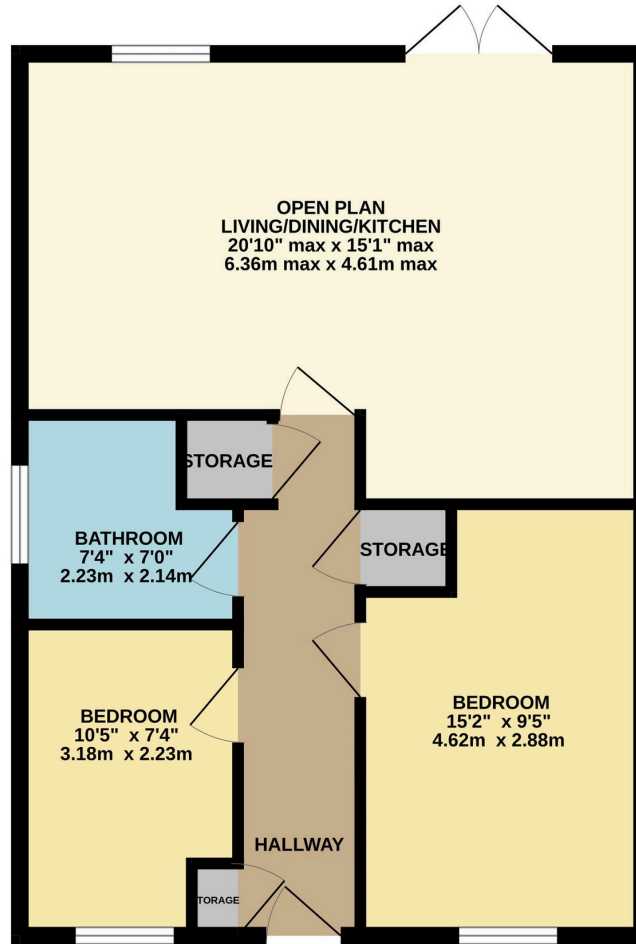 OPEN PLAN
LIVING/DINING/KITCHEN
20'10" max x 15'1" max
6.36m max x 4.61m max
STORAGE
BATHROOM
7'4" x 7'0"
2.23m x 2.14m
STORAGE
BEDROOM
10'5" x 7'4"
3.18m x 2.23m
BEDROOM
15'2" x 9'5"
4.62m x 2.88m
HALLWAY
TORAGE